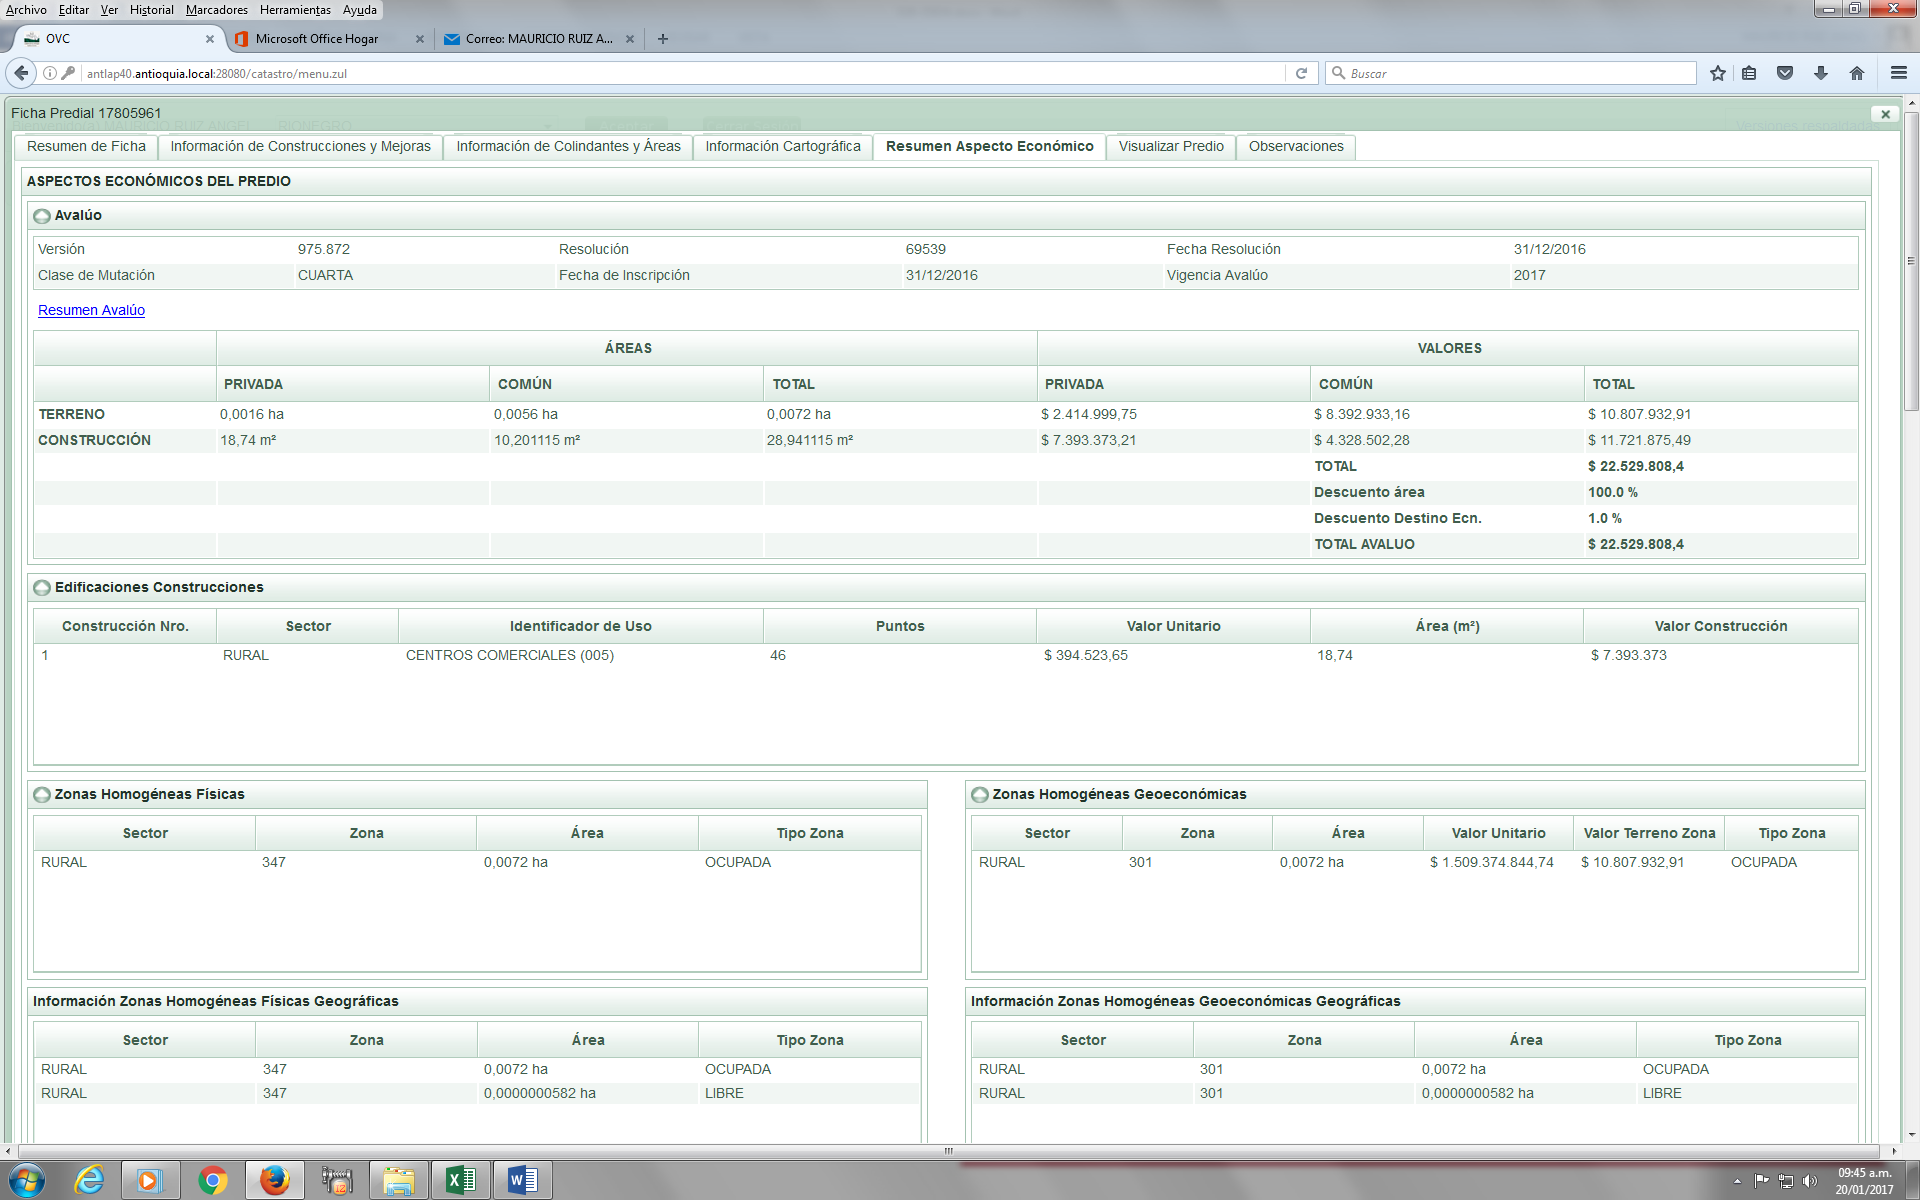 Archivo Editar Ver Historial Marcadores Herramientas Ayuda
OVC
Microsoft Office Hogar
Correo: MAURICIO RUIZ A...
antlap40.antioquia.local:28080/catastro/menu.zul
Buscar
Ficha Predial 17805961
Resumen de Ficha Información de Construcciones y Mejoras Información de Colindantes y Áreas Información Cartográfica Resumen Aspecto Económico Visualizar Predio Observaciones
ASPECTOS ECONÓMICOS DEL PREDIO
Avalúo
Versión 975.872 Resolución 69539 Fecha Resolución 31/12/2016
Clase de Mutación CUARTA Fecha de Inscripción 31/12/2016 Vigencia Avalúo 2017
Resumen Avalúo
ÁREAS VALORES
PRIVADA COMÚN TOTAL PRIVADA COMÚN TOTAL
TERRENO 0,0016 ha 0,0056 ha 0,0072 ha $ 2.414.999,75 $ 8.392.933,16 $ 10.807.932,91
CONSTRUCCIÓN 18,74 m² 10,201115 m² 28,941115 m² $ 7.393.373,21 $ 4.328.502,28 $ 11.721.875,49
TOTAL $ 22.529.808,4
Descuento área 100.0 %
Descuento Destino Ecn. 1.0 %
TOTAL AVALUO $ 22.529.808,4
Edificaciones Construcciones
Construcción Nro. Sector Identificador de Uso Puntos Valor Unitario Área (m²) Valor Construcción
1 RURAL CENTROS COMERCIALES (005) 46 $ 394.523,65 18,74 $ 7.393.373
Zonas Homogéneas Físicas
Sector Zona Área Tipo Zona
RURAL 347 0,0072 ha OCUPADA
Zonas Homogéneas Geoeconómicas
Sector Zona Área Valor Unitario Valor Terreno Zona Tipo Zona
RURAL 301 0,0072 ha $ 1.509.374.844,74 $ 10.807.932,91 OCUPADA
Información Zonas Homogéneas Físicas Geográficas
Sector Zona Área Tipo Zona
RURAL 347 0,0072 ha OCUPADA
RURAL 347 0,0000000582 ha LIBRE
Información Zonas Homogéneas Geoeconómicas Geográficas
Sector Zona Área Tipo Zona
RURAL 301 0,0072 ha OCUPADA
RURAL 301 0,0000000582 ha LIBRE
09:45 a.m.
20/01/2017